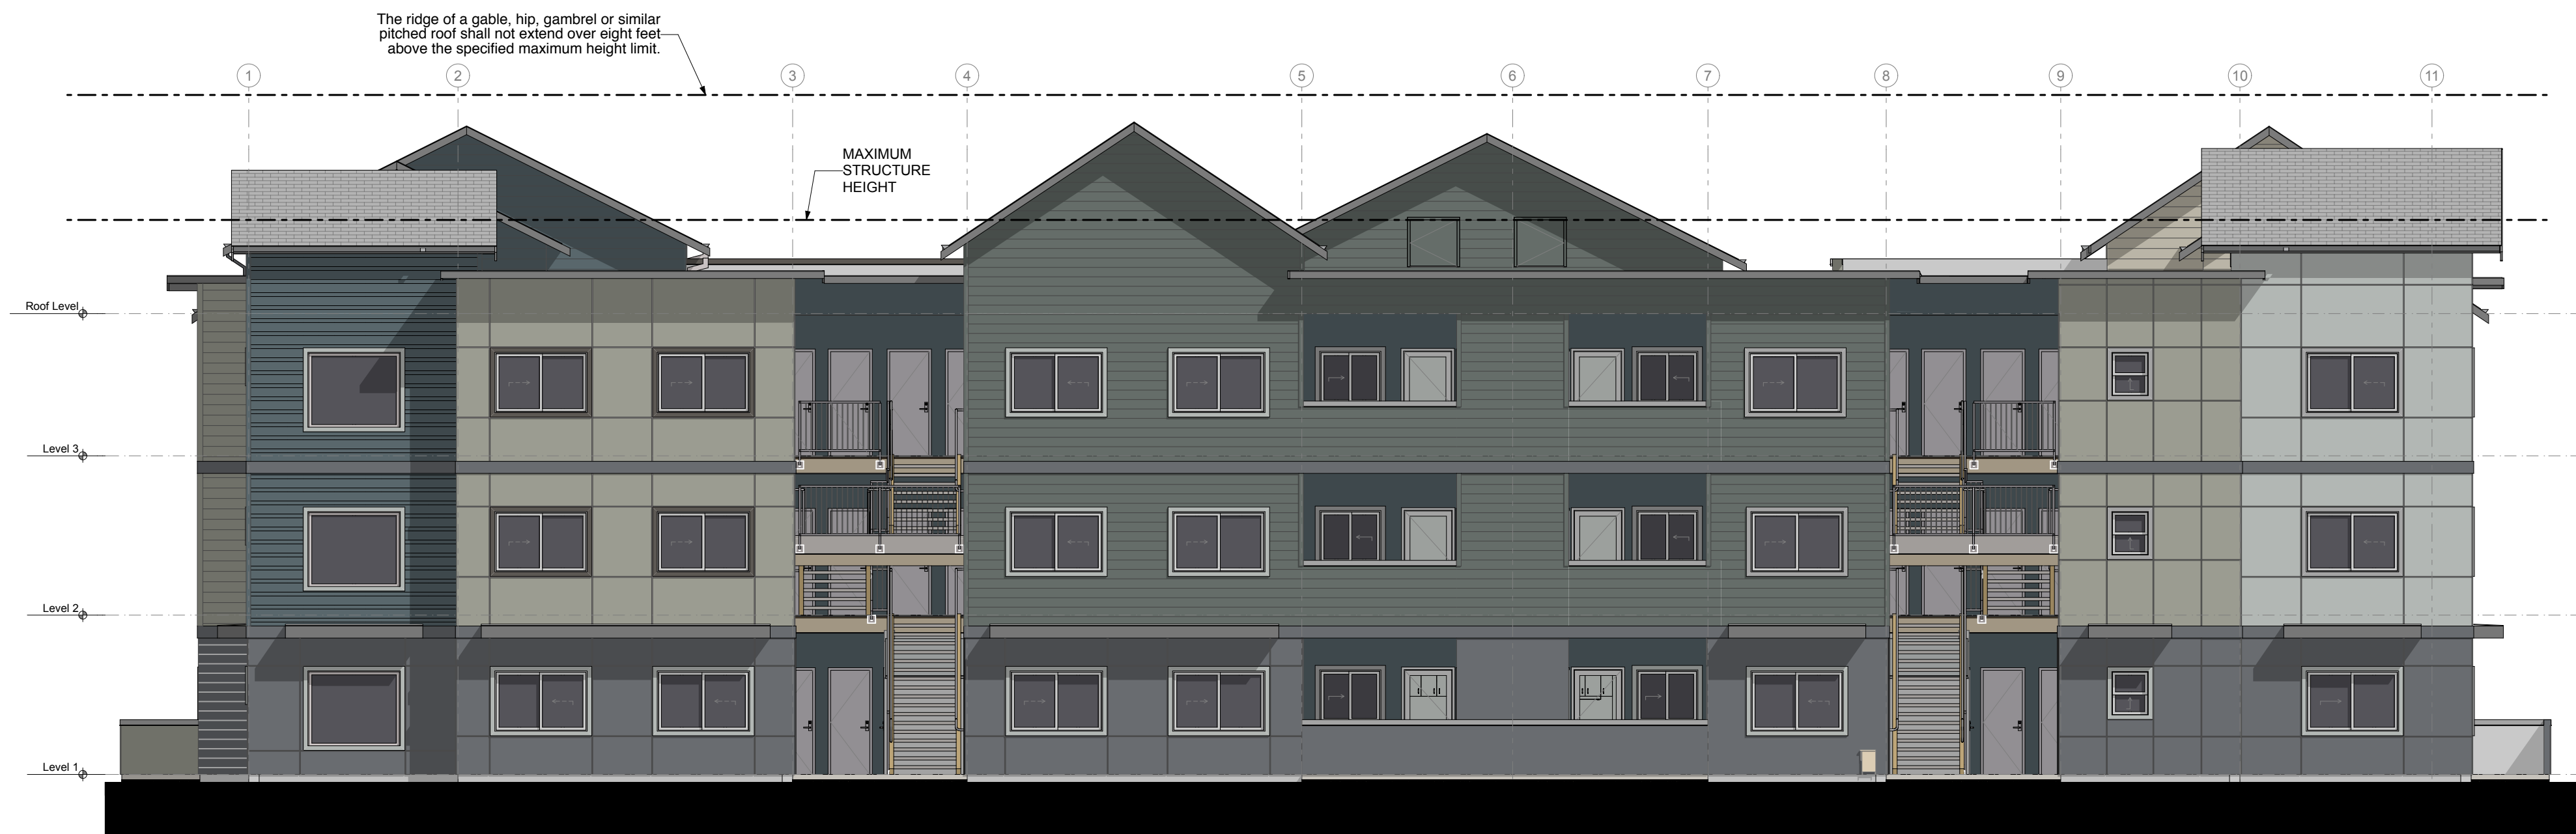 The ridge of a gable, hip, gambrel or similar
pitched roof shall not extend over eight feet
above the specified maximum height limit.
1
2
3
4
5
6
7
8
9
10
11
MAXIMUM
STRUCTURE
HEIGHT
Roof Level
Level 3
Level 2
Level 1